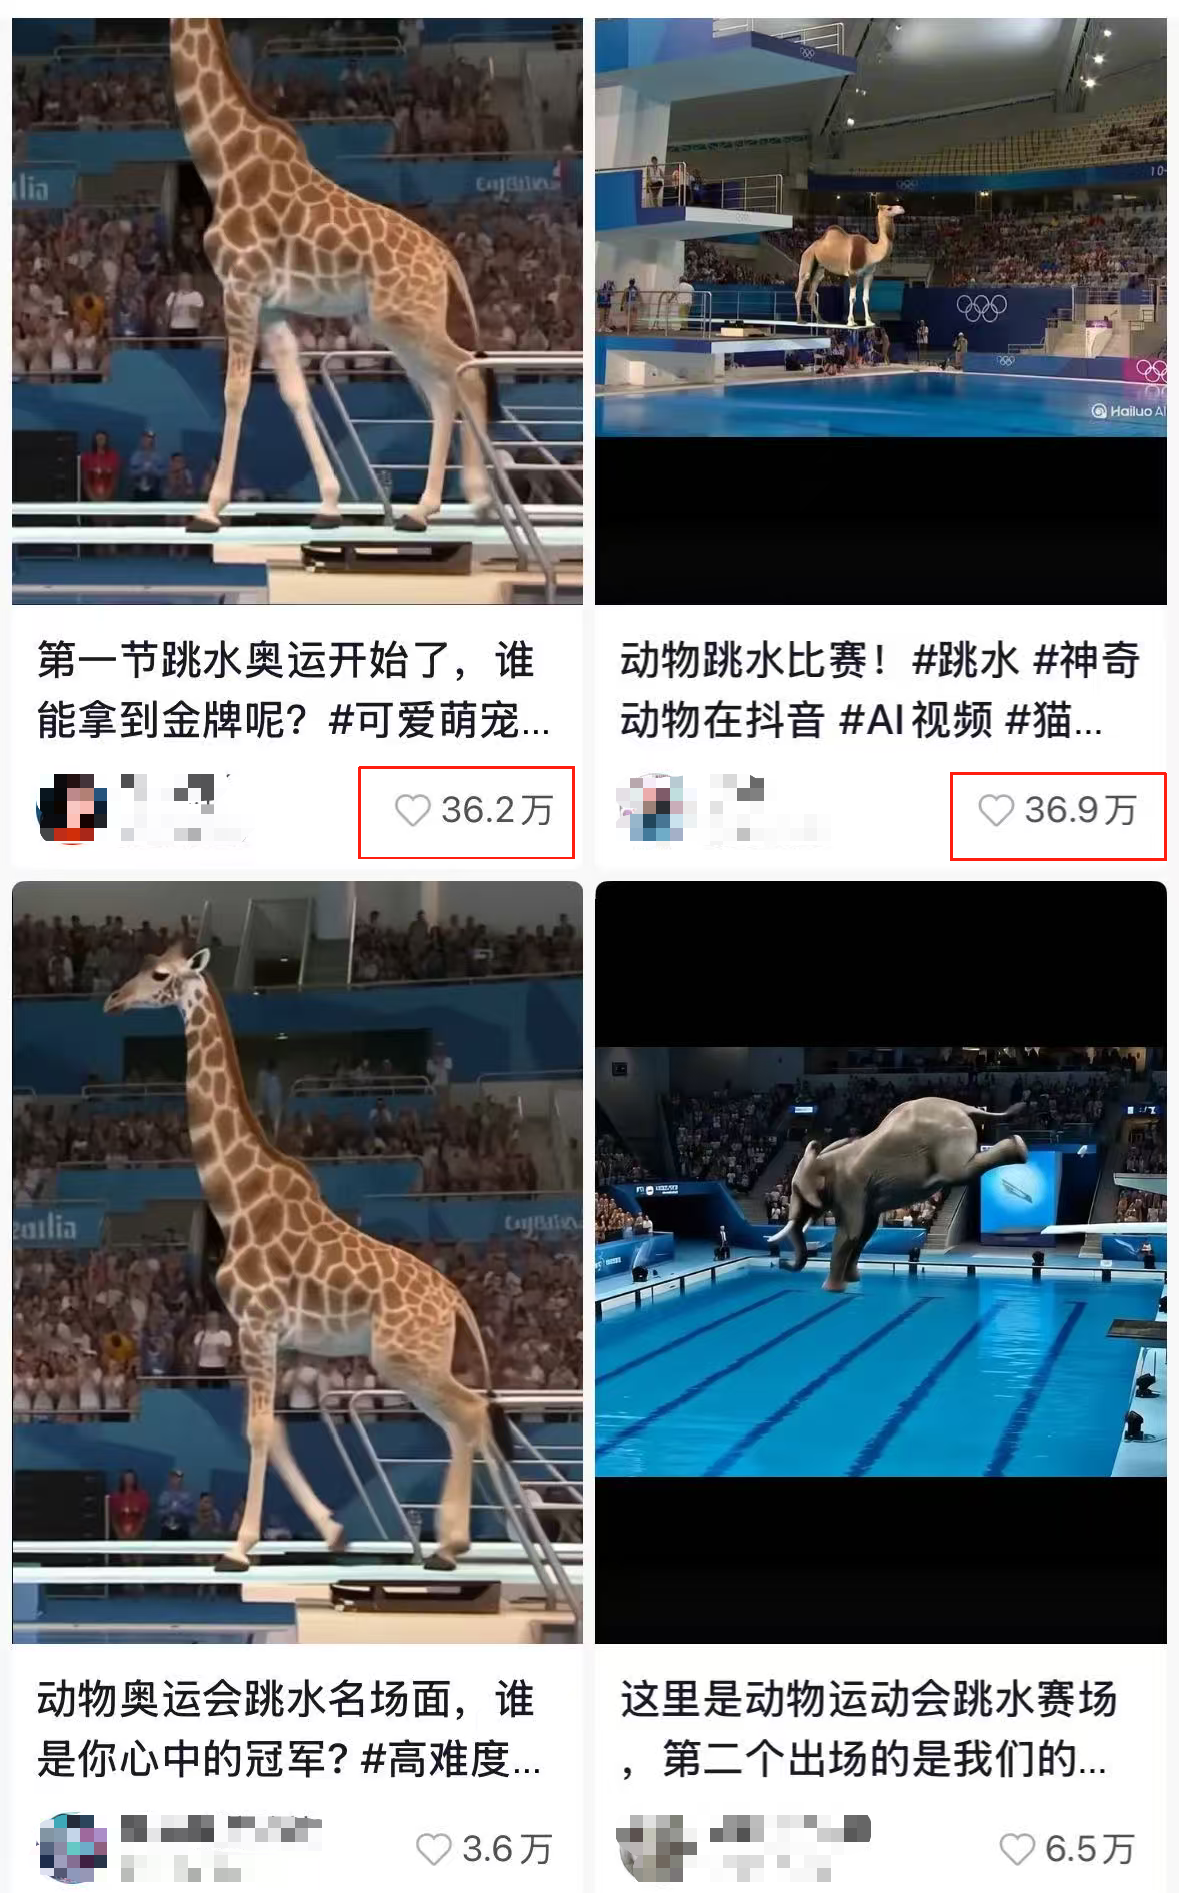 Hailuo AI
第一节跳水奥运开始了，谁
能拿到金牌呢？#可爱萌宠...
36.2万
动物跳水比赛！#跳水 #神奇
动物在抖音 #AI视频 #猫...
36.9万
动物奥运会跳水名场面，谁
是你心中的冠军？#高难度...
3.6万
这里是动物运动会跳水赛场
，第二个出场的是我们的...
6.5万